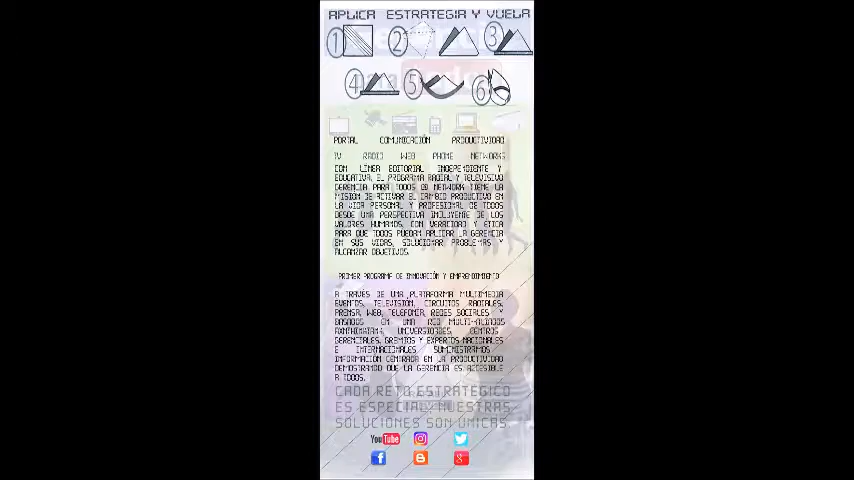 APLICA ESTRATEGIA Y VUELA
1 2 3
4 5 6
PORTAL COMUNICACIÓN PRODUCTIVIDAD
TV RADIO WEB PHONE NETWORKS
CON LÍNEA EDITORIAL INDEPENDIENTE Y
EDUCATIVA, EL PROGRAMA RADIAL Y TELEVISIVO
GERENCIA PARA TODOS @ NETWORK TIENE LA
MISIÓN DE ACTIVAR EL CAMBIO PRODUCTIVO EN
LA VIDA PERSONAL Y PROFESIONAL DE TODOS
DESDE UNA PERSPECTIVA INCLUYENTE DE LOS
VALORES HUMANOS, CON VERACIDAD Y ÉTICA
PARA QUE TODOS PUEDAN APLICAR LA GERENCIA
EN SUS VIDAS, SOLUCIONAR PROBLEMAS Y
ALCANZAR OBJETIVOS.
PRIMER PROGRAMA DE INNOVACIÓN Y EMPRENDIMIENTO
A TRAVÉS DE UNA PLATAFORMA MULTIMEDIA
EVENTOS, TELEVISIÓN, CIRCUITOS RADIALES,
PRENSA, WEB, TELEFONÍA, REDES SOCIALES Y
BASADOS EN UNA RED MULTI-ALIADOS
UNIVERSIDADES, CENTROS
GERENCIALES, GREMIOS Y EXPERTOS NACIONALES
E INTERNACIONALES SUMINISTRAMOS
INFORMACIÓN CENTRADA EN LA PRODUCTIVIDAD
DEMOSTRANDO QUE LA GERENCIA ES ACCESIBLE
A TODOS.
CADA RETO ESTRATEGICO
ES ESPECIAL Y NUESTRAS
SOLUCIONES SON ÚNICAS.
YouTube